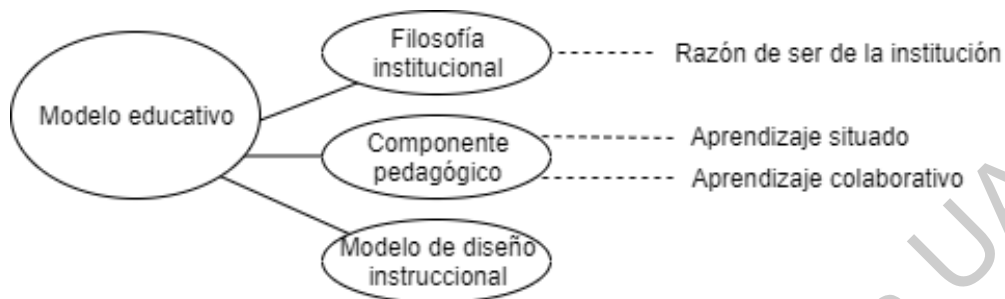 Filosofía
institucional
Razón de ser de la institución
Modelo educativo
Componente
pedagógico
Aprendizaje situado
Aprendizaje colaborativo
Modelo de diseño
instruccional